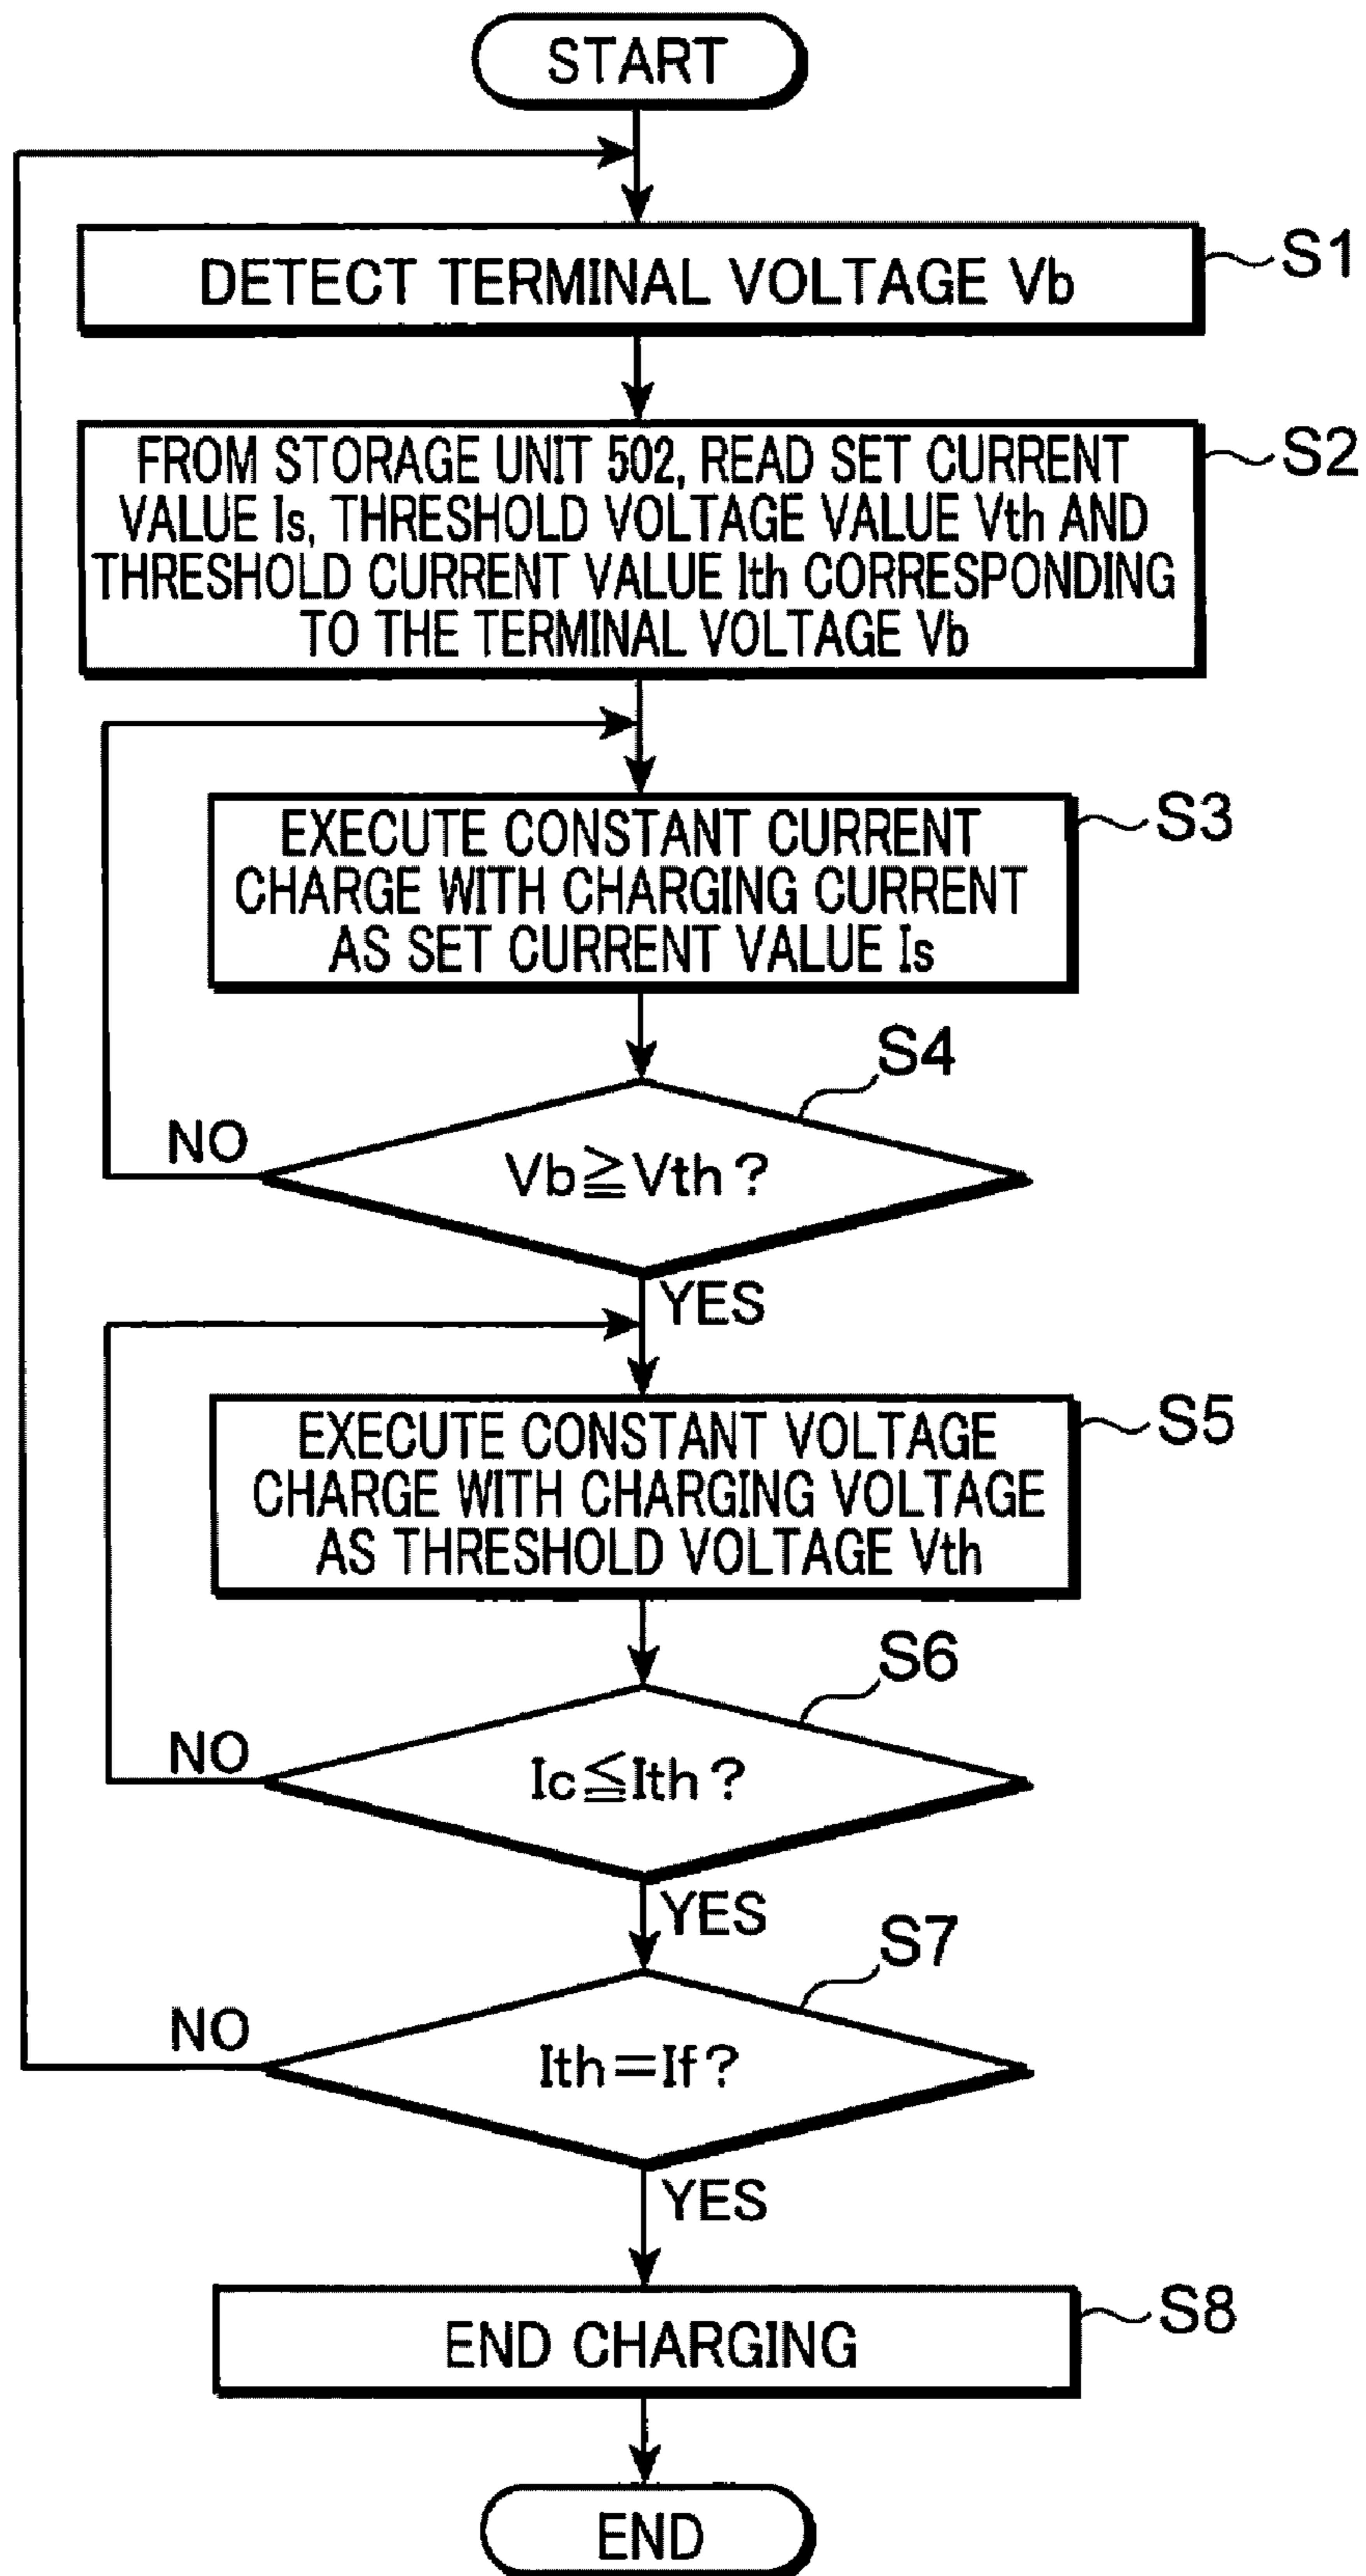 START
DETECT TERMINAL VOLTAGE Vb
S1
FROM STORAGE UNIT 502, READ SET CURRENT
VALUE Is, THRESHOLD VOLTAGE VALUE Vth AND
THRESHOLD CURRENT VALUE Ith CORRESPONDING
TO THE TERMINAL VOLTAGE Vb
S2
EXECUTE CONSTANT CURRENT
CHARGE WITH CHARGING CURRENT
AS SET CURRENT VALUE Is
S3
S4
NO
Vb≧Vth?
YES
EXECUTE CONSTANT VOLTAGE
CHARGE WITH CHARGING VOLTAGE
AS THRESHOLD VOLTAGE Vth
S5
S6
NO
Ic≦Ith?
YES
S7
NO
Ith=If?
YES
END CHARGING
S8
END